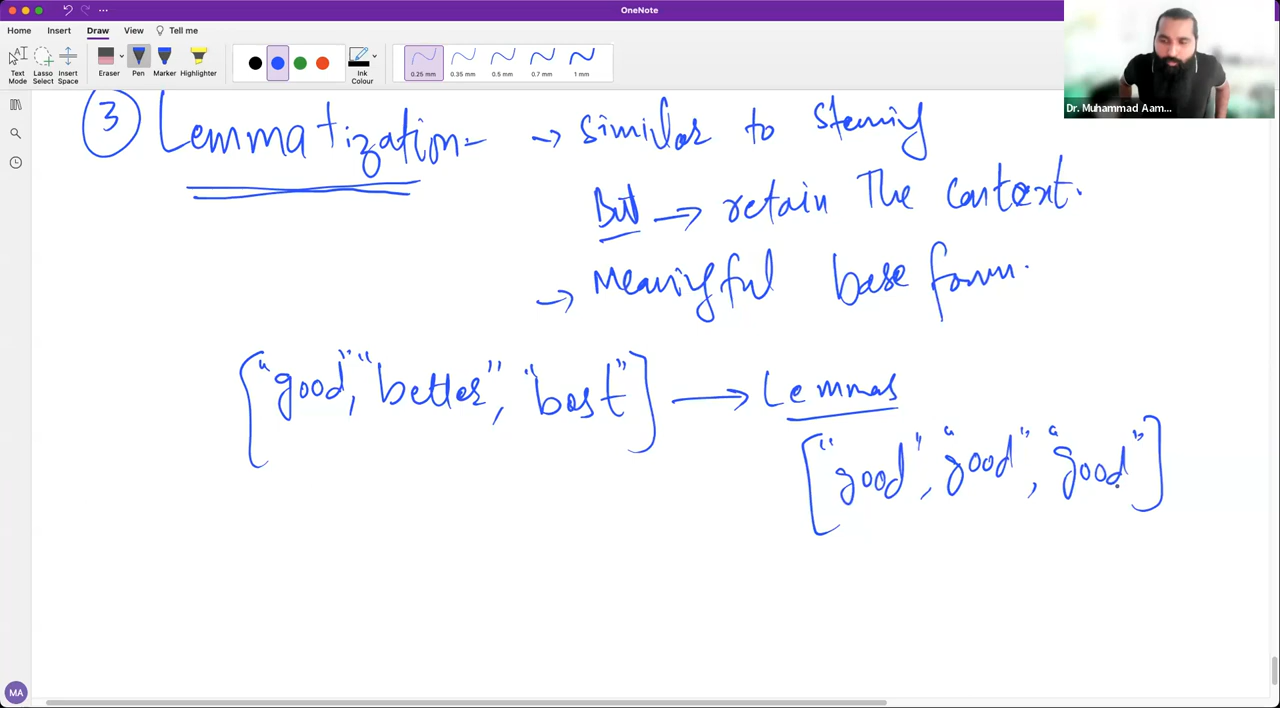 OneNote
Home Insert Draw View Tell me
Text Mode Lasso Select Insert Space Eraser Pen Marker Highlighter Ink Colour 0.25 mm 0.35 mm 0.5 mm 0.7 mm 1 mm
Dr. Muhammad Aam...
3 Lemmatization → Similar to Steming
But → retain The context.
→ Meaningful base form.
["good", "better", "best"] → Lemmas
["good", "good", "good"]
MA